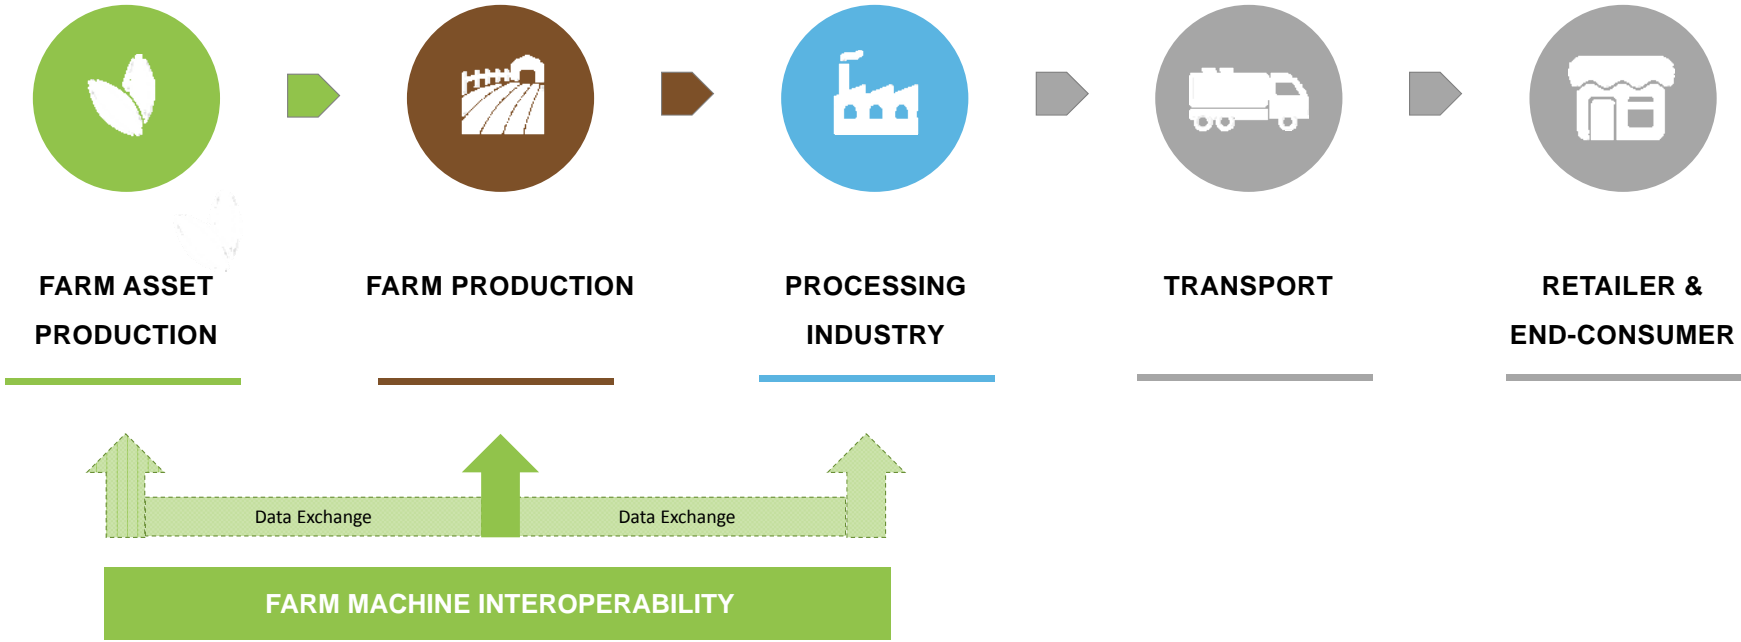 FARM ASSET
PRODUCTION
FARM PRODUCTION
PROCESSING
INDUSTRY
TRANSPORT
RETAILER &
END-CONSUMER
Data Exchange
Data Exchange
FARM MACHINE INTEROPERABILITY